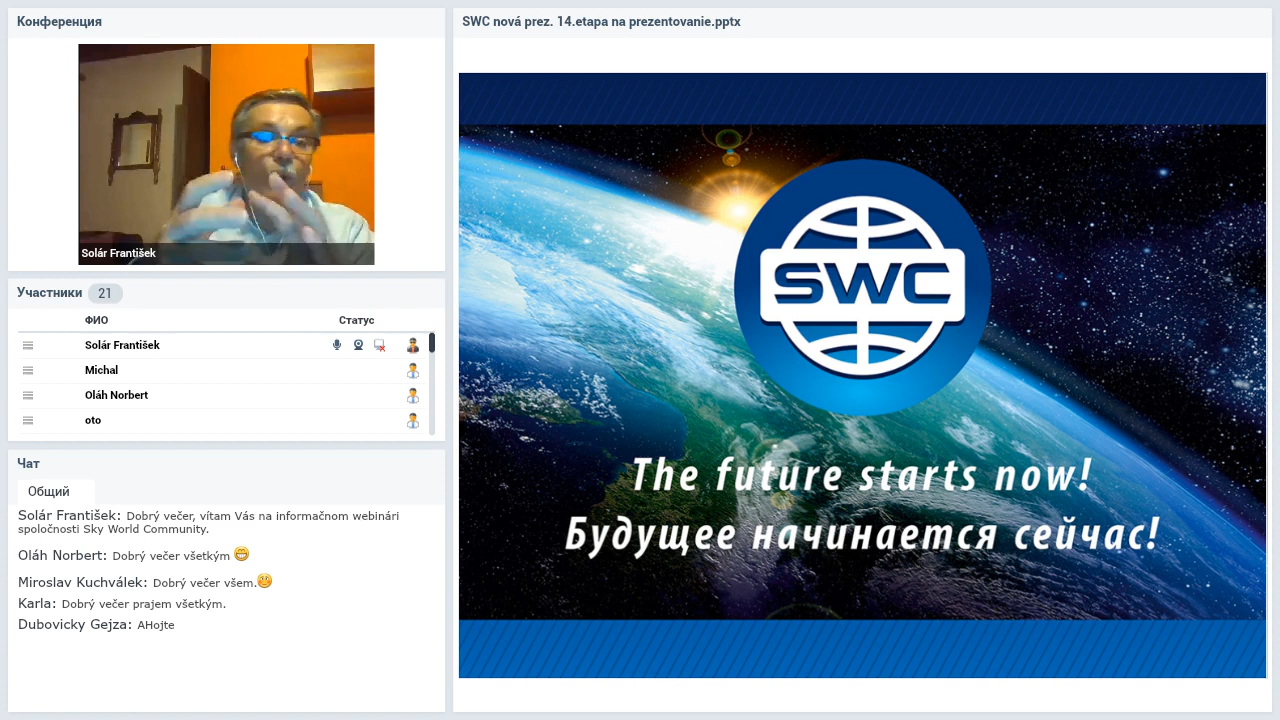 Конференция
Solár František
Участники 21
ФИО Статус
Solár František
Michal
Oláh Norbert
oto
Чат
Общий
Solár František: Dobrý večer, vítam Vás na informačnom webinári
spoločnosti Sky World Community.
Oláh Norbert: Dobrý večer všetkým
Miroslav Kuchválek: Dobrý večer všem.
Karla: Dobrý večer prajem všetkým.
Dubovicky Gejza: AHojte
SWC nová prez. 14.etapa na prezentovanie.pptx
SWC
The future starts now!
Будущее начинается сейчас!